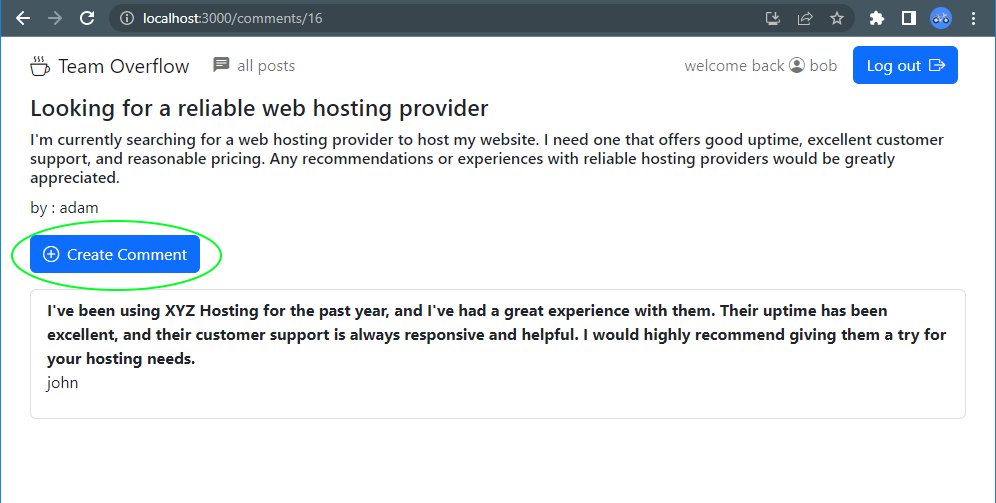 localhost:3000/comments/16
Team Overflow all posts welcome back bob Log out
Looking for a reliable web hosting provider
I'm currently searching for a web hosting provider to host my website. I need one that offers good uptime, excellent customer
support, and reasonable pricing. Any recommendations or experiences with reliable hosting providers would be greatly
appreciated.
by : adam
Create Comment
I've been using XYZ Hosting for the past year, and I've had a great experience with them. Their uptime has been
excellent, and their customer support is always responsive and helpful. I would highly recommend giving them a try for
your hosting needs.
john